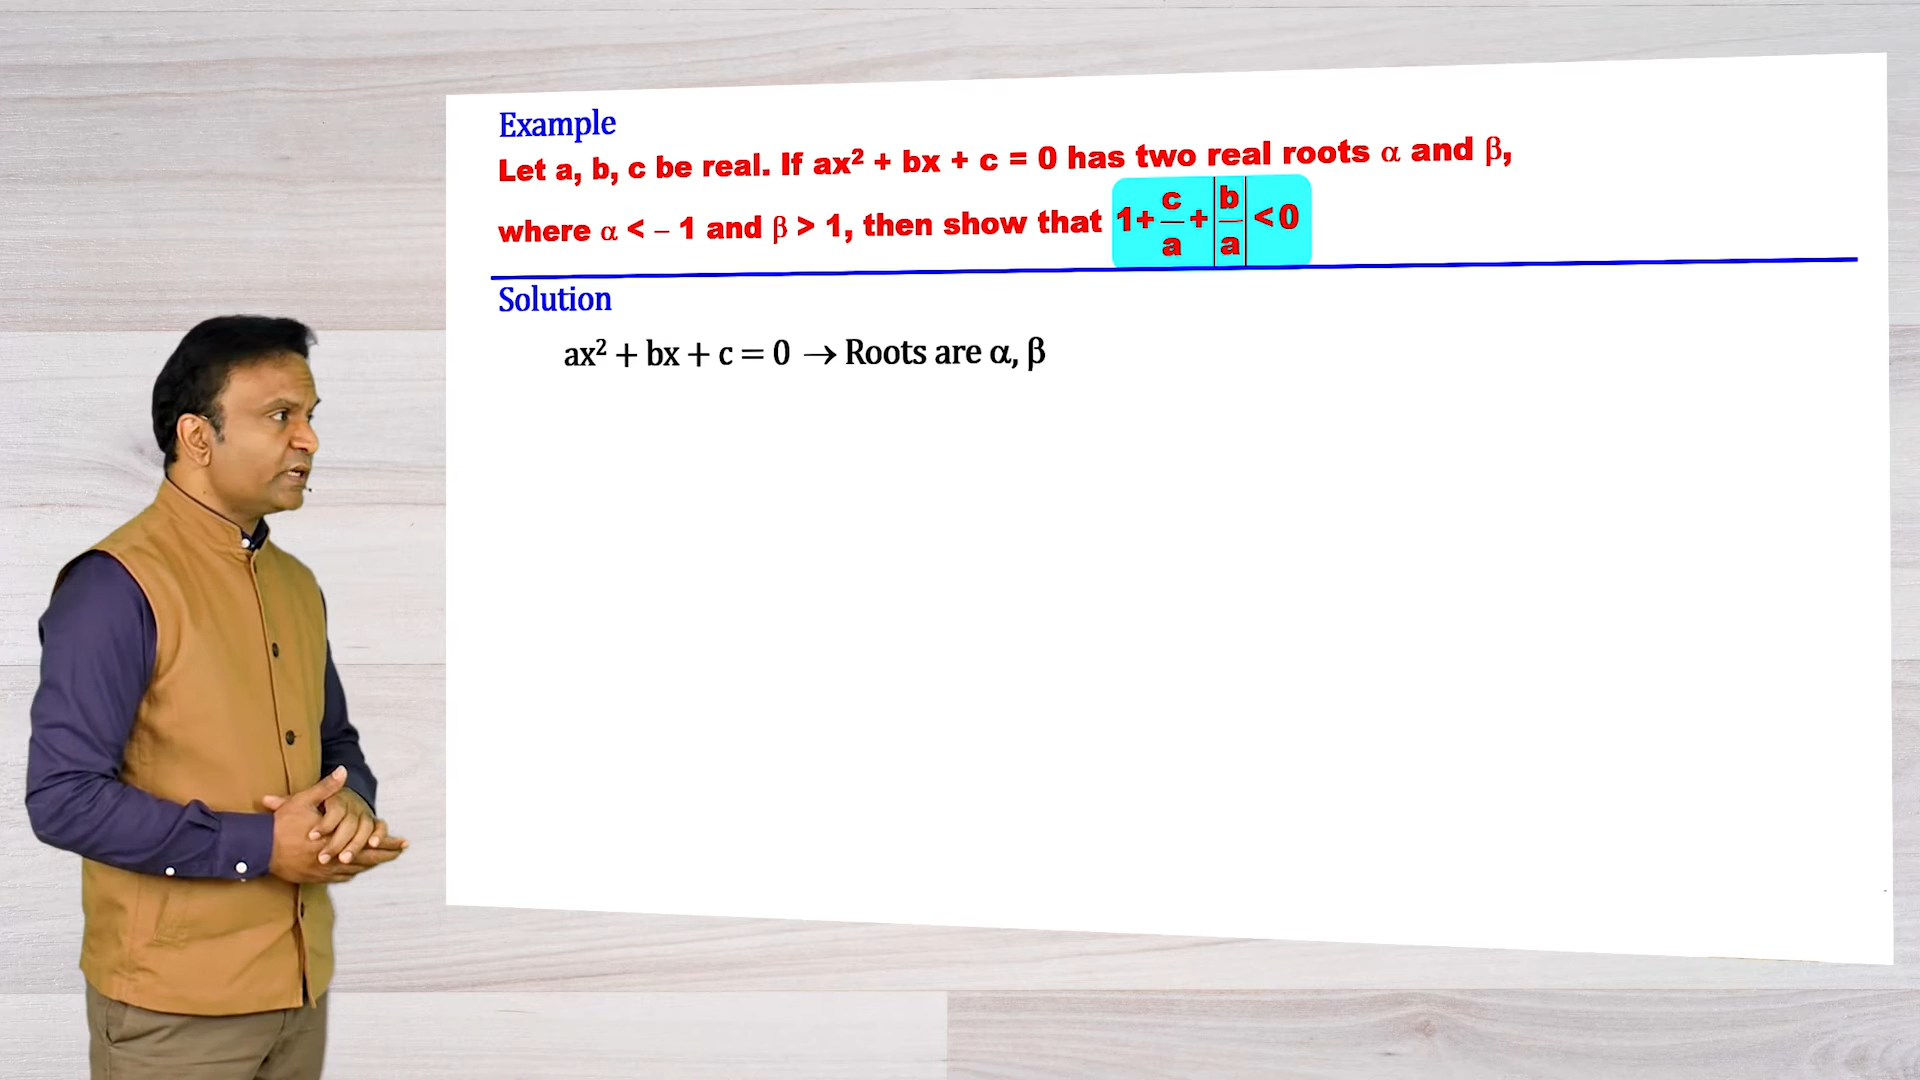 Example
Let a, b, c be real. If ax² + bx + c = 0 has two real roots α and β,
where α < – 1 and β > 1, then show that 1+ c/a + |b/a| < 0
Solution
ax² + bx + c = 0 → Roots are α, β